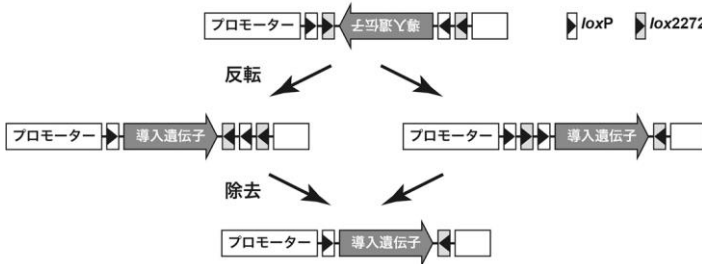 プロモーター 導入遺伝子 loxP lox2272
反転
プロモーター 導入遺伝子 プロモーター 導入遺伝子
除去
プロモーター 導入遺伝子